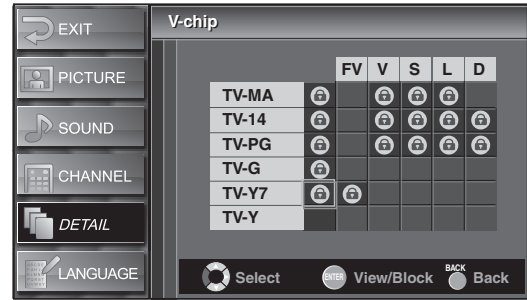 EXIT
PICTURE
SOUND
CHANNEL
DETAIL
LANGUAGE
V-chip
FV V S L D
TV-MA
TV-14
TV-PG
TV-G
TV-Y7
TV-Y
Select ENTER View/Block BACK Back